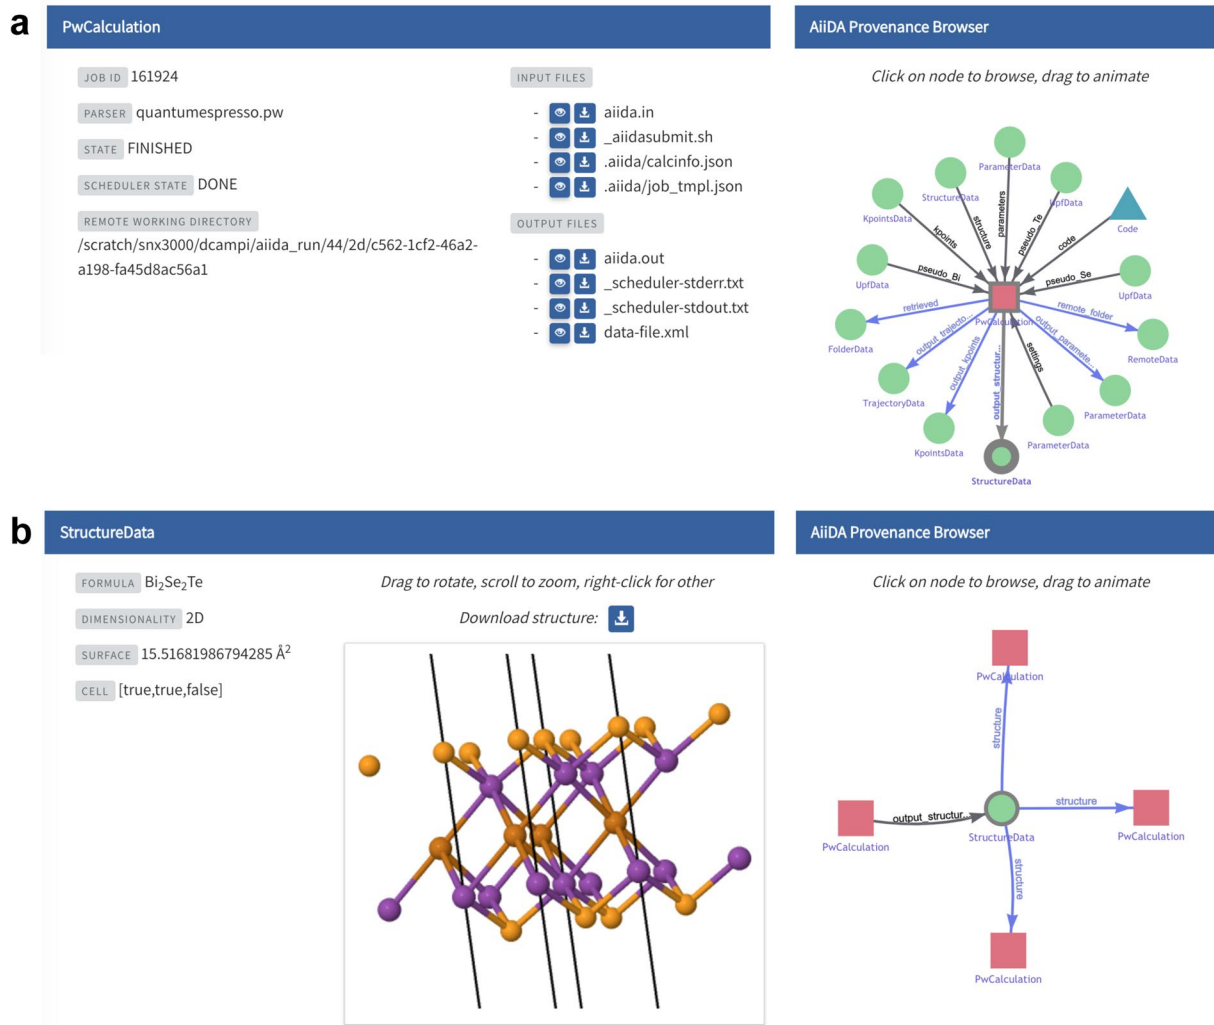 a
PwCalculation
JOB ID 161924
PARSER quantumespresso.pw
STATE FINISHED
SCHEDULER STATE DONE
REMOTE WORKING DIRECTORY
/scratch/snx3000/dcampi/aiida_run/44/2d/c562-1cf2-46a2-
a198-fa45d8ac56a1
INPUT FILES
- aiida.in
- _aiidasubmit.sh
- .aiida/calcinfo.json
- .aiida/job_tmpl.json
OUTPUT FILES
- aiida.out
- _scheduler-stderr.txt
- _scheduler-stdout.txt
- data-file.xml
AiiDA Provenance Browser
Click on node to browse, drag to animate
ParameterData
StructureData
UpfData
KpointsData
Code
parameters
structure
pseudo_Te
kpoints
code
UpfData
pseudo_Bi
pseudo_Se
UpfData
PwCalculation
retrieved
remote_folder
FolderData
RemoteData
output_trajecto...
output_kpoints
output_structur...
settings
output_paramete...
TrajectoryData
ParameterData
KpointsData
ParameterData
StructureData
b
StructureData
FORMULA Bi₂Se₂Te
DIMENSIONALITY 2D
SURFACE 15.51681986794285 Å²
CELL [true,true,false]
Drag to rotate, scroll to zoom, right-click for other
Download structure:
AiiDA Provenance Browser
Click on node to browse, drag to animate
PwCalculation
structure
structure
output_structur...
StructureData
PwCalculation
PwCalculation
structure
PwCalculation